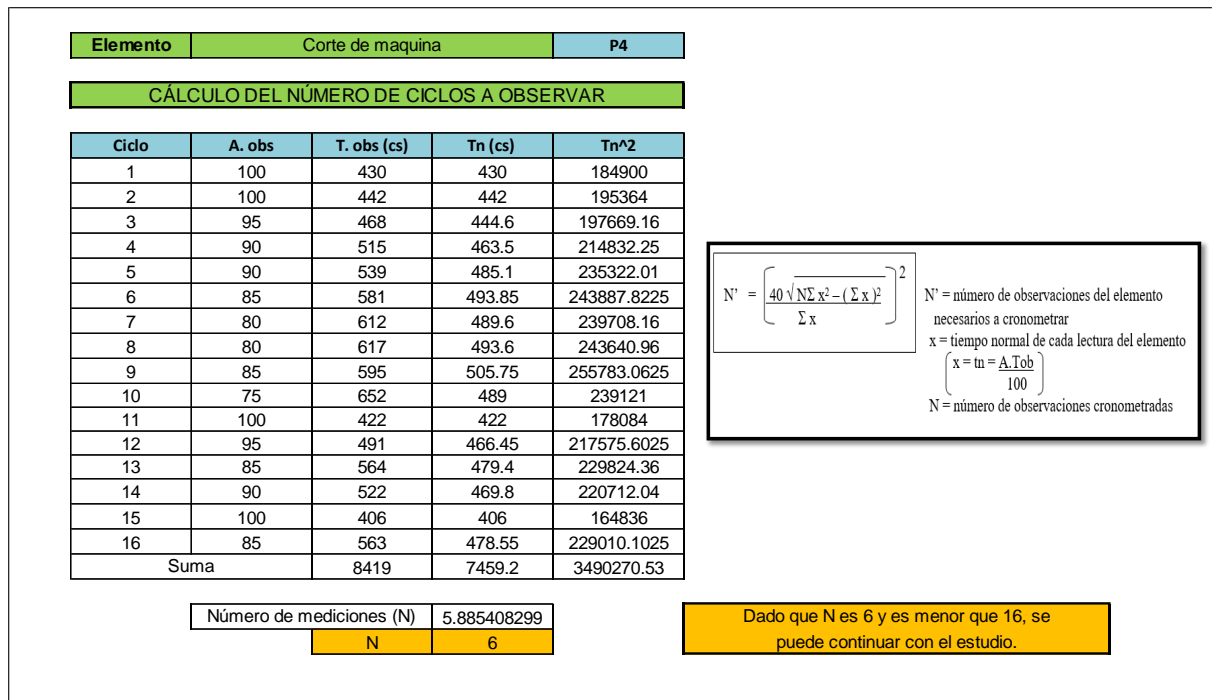 Elemento Corte de maquina P4
CÁLCULO DEL NÚMERO DE CICLOS A OBSERVAR
Ciclo A. obs T. obs (cs) Tn (cs) Tn^2
1 100 430 430 184900
2 100 442 442 195364
3 95 468 444.6 197669.16
4 90 515 463.5 214832.25
5 90 539 485.1 235322.01
6 85 581 493.85 243887.8225
7 80 612 489.6 239708.16
8 80 617 493.6 243640.96
9 85 595 505.75 255783.0625
10 75 652 489 239121
11 100 422 422 178084
12 95 491 466.45 217575.6025
13 85 564 479.4 229824.36
14 90 522 469.8 220712.04
15 100 406 406 164836
16 85 563 478.55 229010.1025
Suma 8419 7459.2 3490270.53
Número de mediciones (N) 5.885408299
N 6
N' = ( 40 √ NΣ x² – ( Σ x )² ) 2
Σ x
N' = número de observaciones del elemento
necesarios a cronometrar
x = tiempo normal de cada lectura del elemento
( x = tn = A.Tob )
100
N = número de observaciones cronometradas
Dado que N es 6 y es menor que 16, se
puede continuar con el estudio.